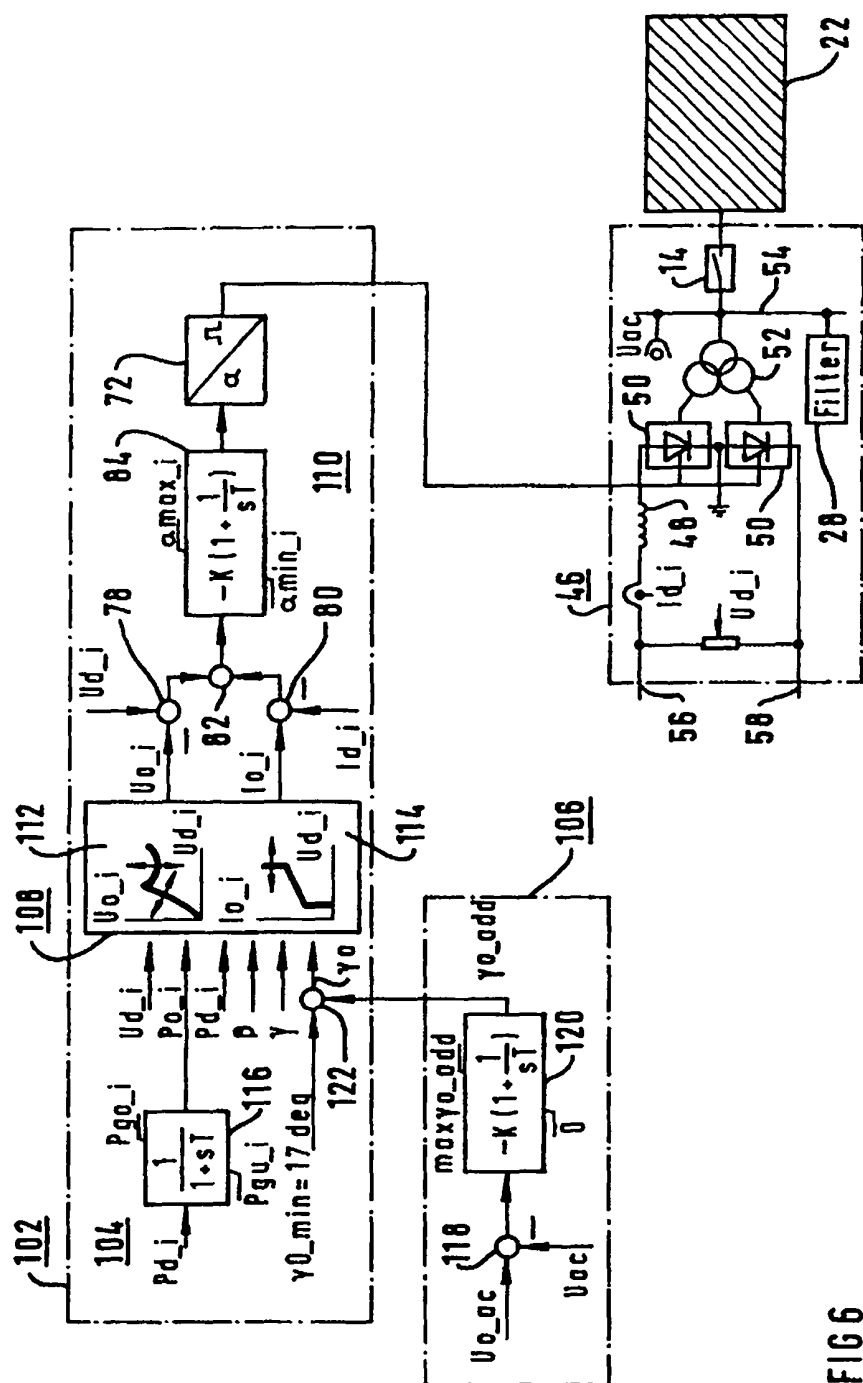 102
104
Pd_i
Pgo_i
1
1+sT
Pgu_i
116
γ0_min = 17 deg
122
Ud_i
Po_i
Pd_i
β
γ
γo
108
112
Uo_i
Ud_i
Io_i
Ud_i
114
Uo_i
Io_i
Ud_i
78
82
80
Id_i
αmax_i
84
-K(1+ 1
sT )
αmin_i
72
α
110
106
Uo_ac
118
Uac
maxγo_add
-K(1+ 1
sT )
0
120
γo_add
46
56
58
Id_i
Ud_i
48
50
50
52
Uac
54
14
Filter
28
22
FIG 6